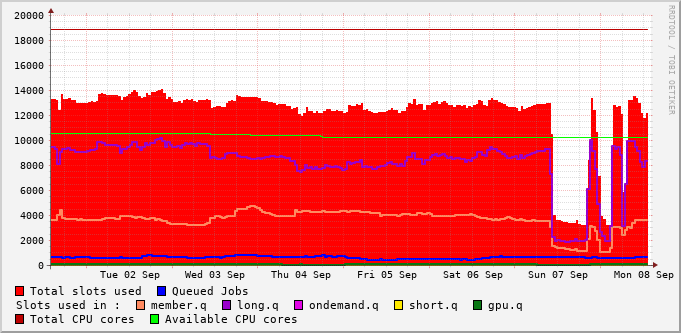 20000
18000
16000
14000
12000
10000
8000
6000
4000
2000
0
Tue 02 Sep Wed 03 Sep Thu 04 Sep Fri 05 Sep Sat 06 Sep Sun 07 Sep Mon 08 Sep
Total slots used Queued Jobs
Slots used in : member.q long.q ondemand.q short.q gpu.q
Total CPU cores Available CPU cores
RRDTOOL / TOBI OETIKER